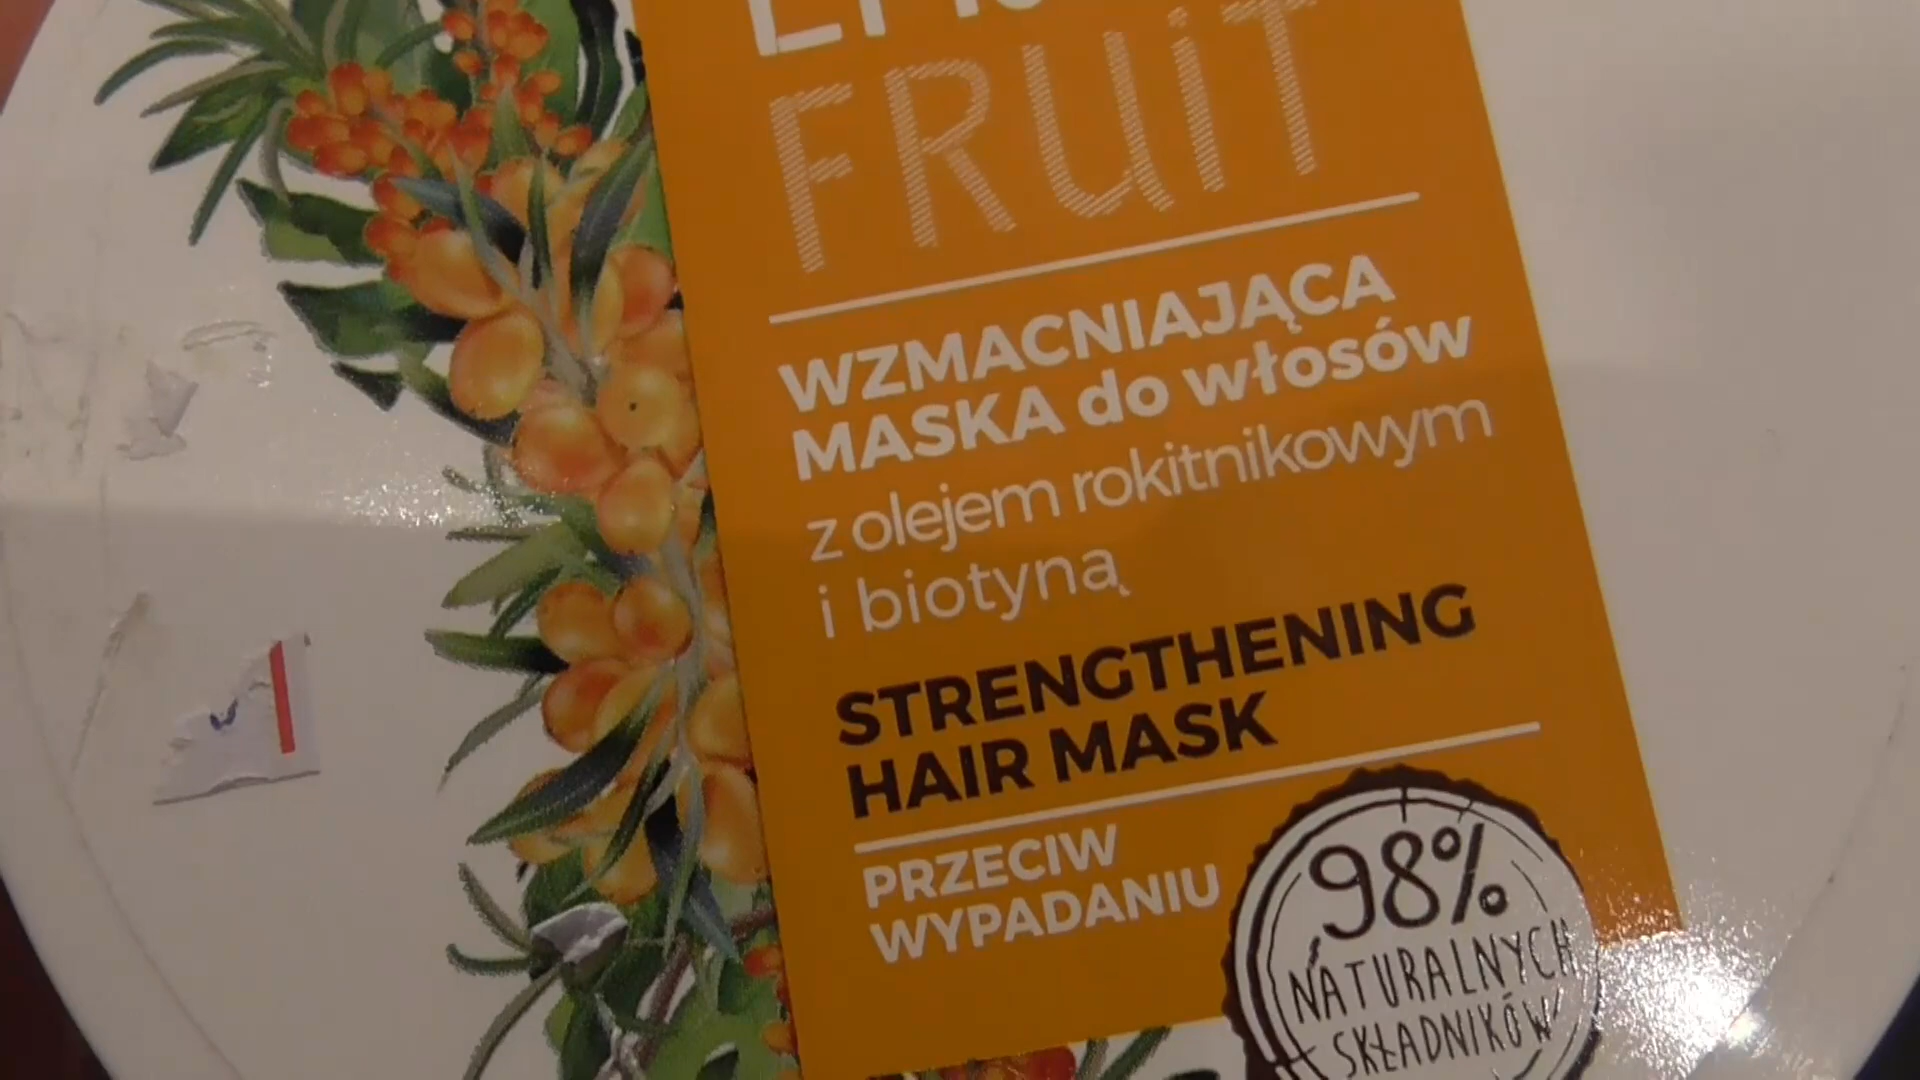 FRUiT
WZMACNIAJĄCA
MASKA do włosów
z olejem rokitnikowym
i biotyną
STRENGTHENING
HAIR MASK
PRZECIW
WYPADANIU
98%
NATURALNYCH
SKŁADNIKÓW